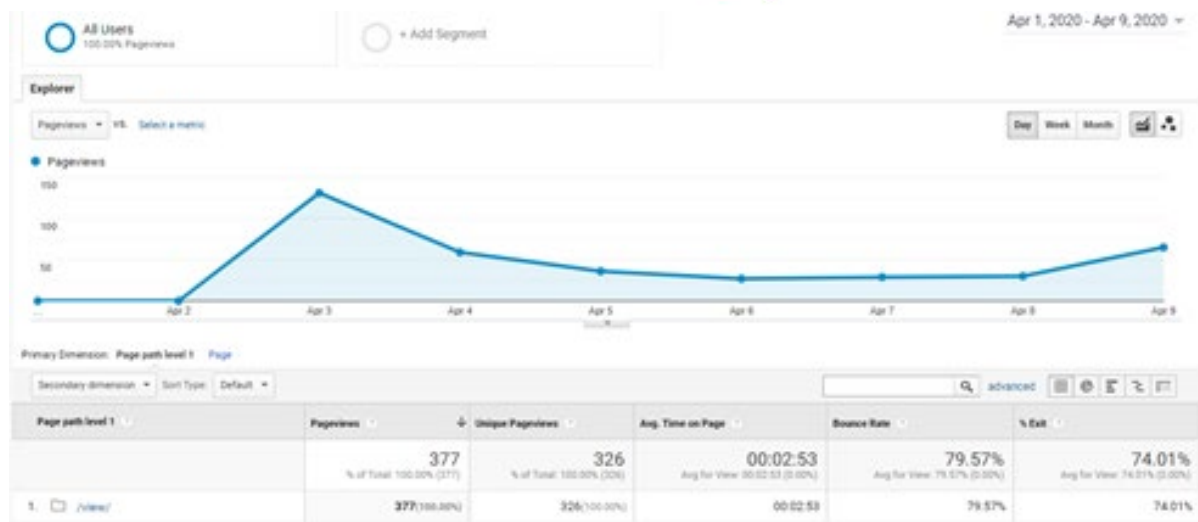 All Users
100.00% Pageviews
+ Add Segment
Apr 1, 2020 - Apr 9, 2020
Explorer
Pageviews VS. Select a metric
Day Week Month
Pageviews
150
100
50
... Apr 2 Apr 3 Apr 4 Apr 5 Apr 6 Apr 7 Apr 8 Apr 9
Primary Dimension: Page path level 1 Page
Secondary dimension Sort Type: Default advanced
Page path level 1 Pageviews Unique Pageviews Avg. Time on Page Bounce Rate % Exit
377 326 00:02:53 79.57% 74.01%
% of Total: 100.00% (377) % of Total: 100.00% (326) Avg for View: 00:02:53 (0.00%) Avg for View: 79.57% (0.00%) Avg for View: 74.01% (0.00%)
1. /view/ 377(100.00%) 326(100.00%) 00:02:53 79.57% 74.01%